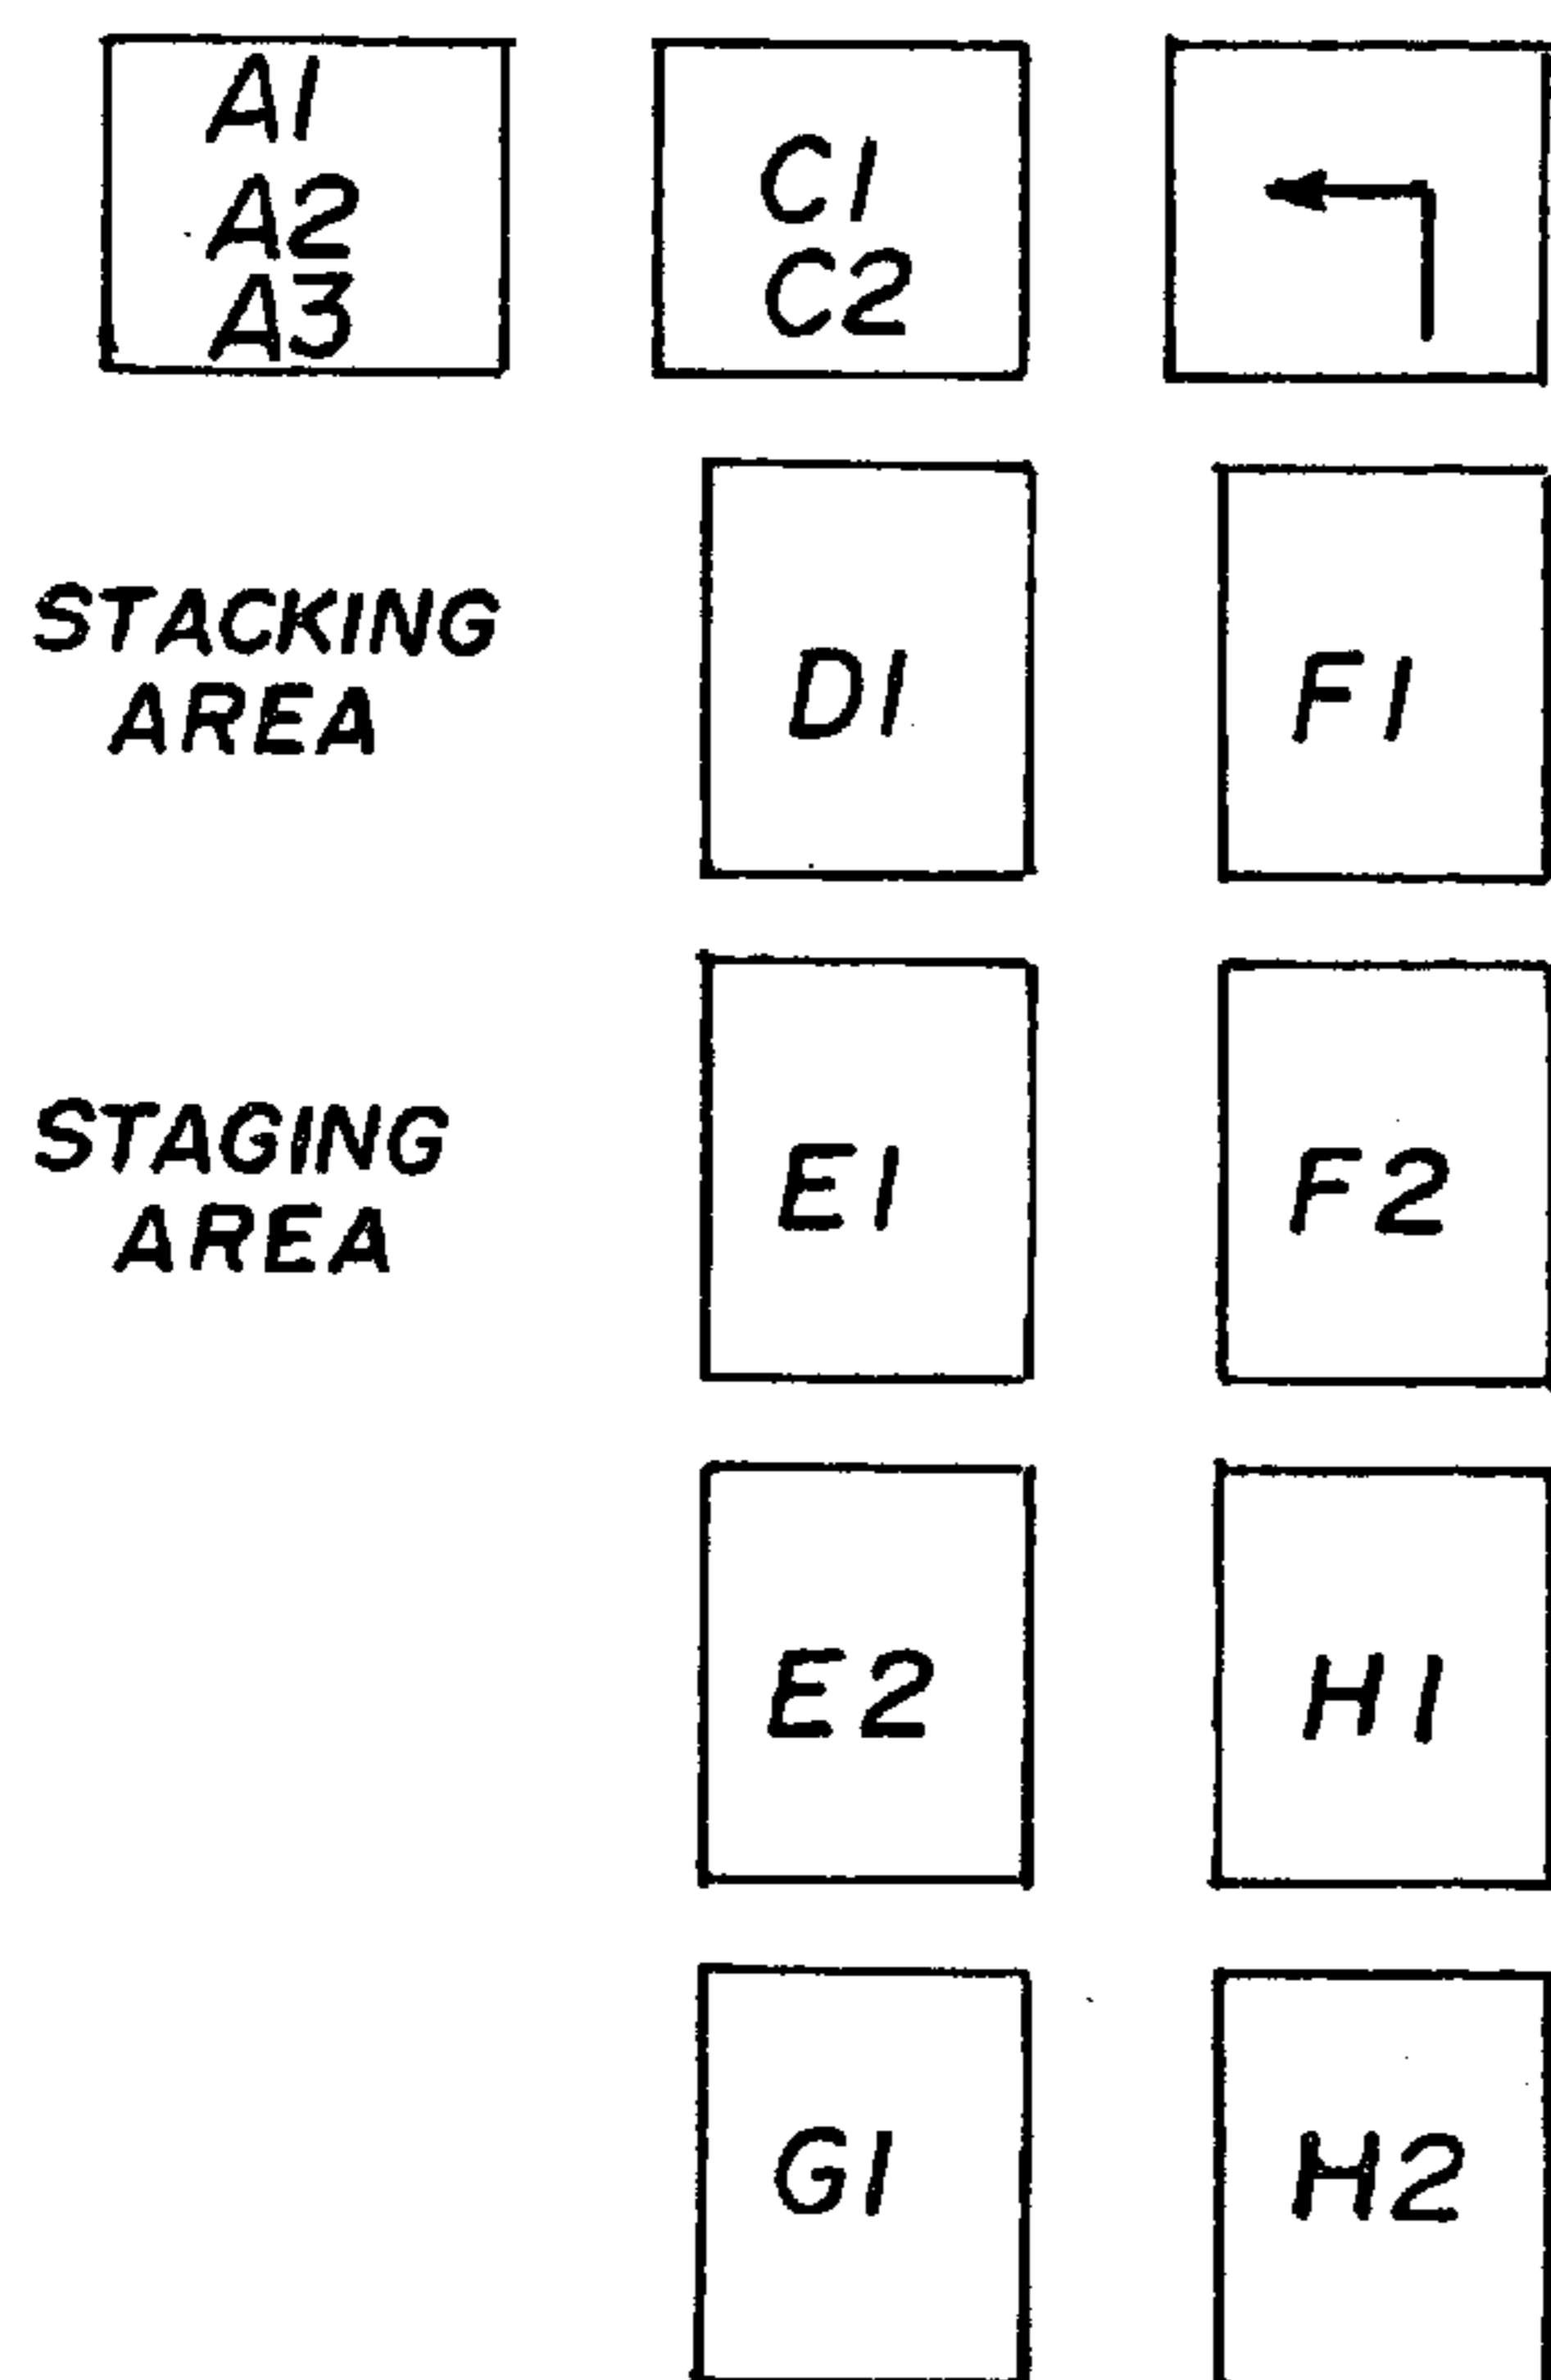 A1
A2
A3
C1
C2
STACKING
AREA
D1
F1
STAGING
AREA
E1
F2
E2
H1
G1
H2